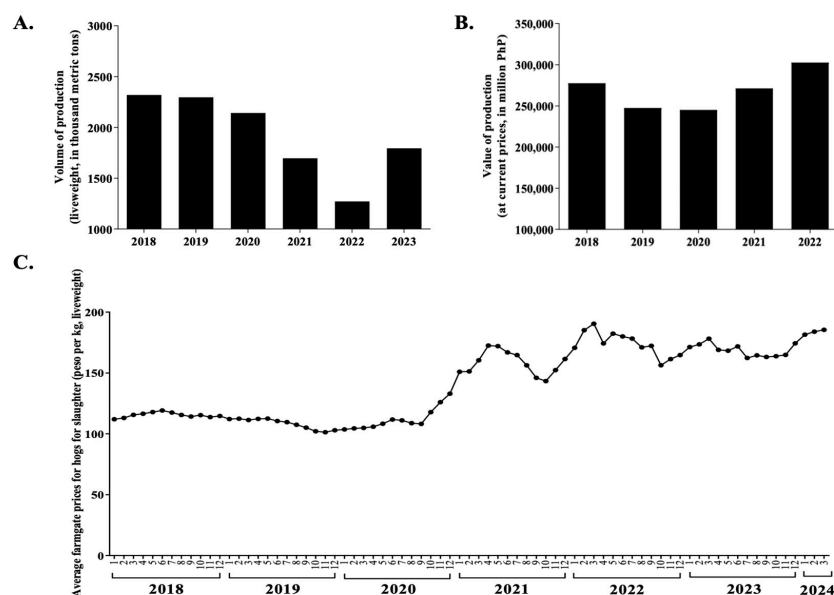 A.
Volume of production
(liveweight, in thousand metric tons)
3000
2500
2000
1500
1000
2018 2019 2020 2021 2022 2023
B.
Value of production
(at current prices, in million PhP)
350,000
300,000
250,000
200,000
150,000
100,000
2018 2019 2020 2021 2022
C.
Average farmgate prices for hogs for slaughter (peso per kg, liveweight)
200
150
100
50
0
1 2 3 4 5 6 7 8 9 10 11 12 1 2 3 4 5 6 7 8 9 10 11 12 1 2 3 4 5 6 7 8 9 10 11 12 1 2 3 4 5 6 7 8 9 10 11 12 1 2 3 4 5 6 7 8 9 10 11 12 1 2 3 4 5 6 7 8 9 10 11 12 1 2 3
2018 2019 2020 2021 2022 2023 2024